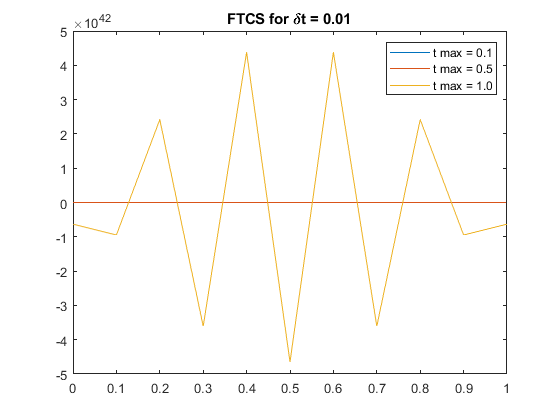 FTCS for δt = 0.01
×10⁴²
5
4
3
2
1
0
-1
-2
-3
-4
-5
t max = 0.1
t max = 0.5
t max = 1.0
0 0.1 0.2 0.3 0.4 0.5 0.6 0.7 0.8 0.9 1